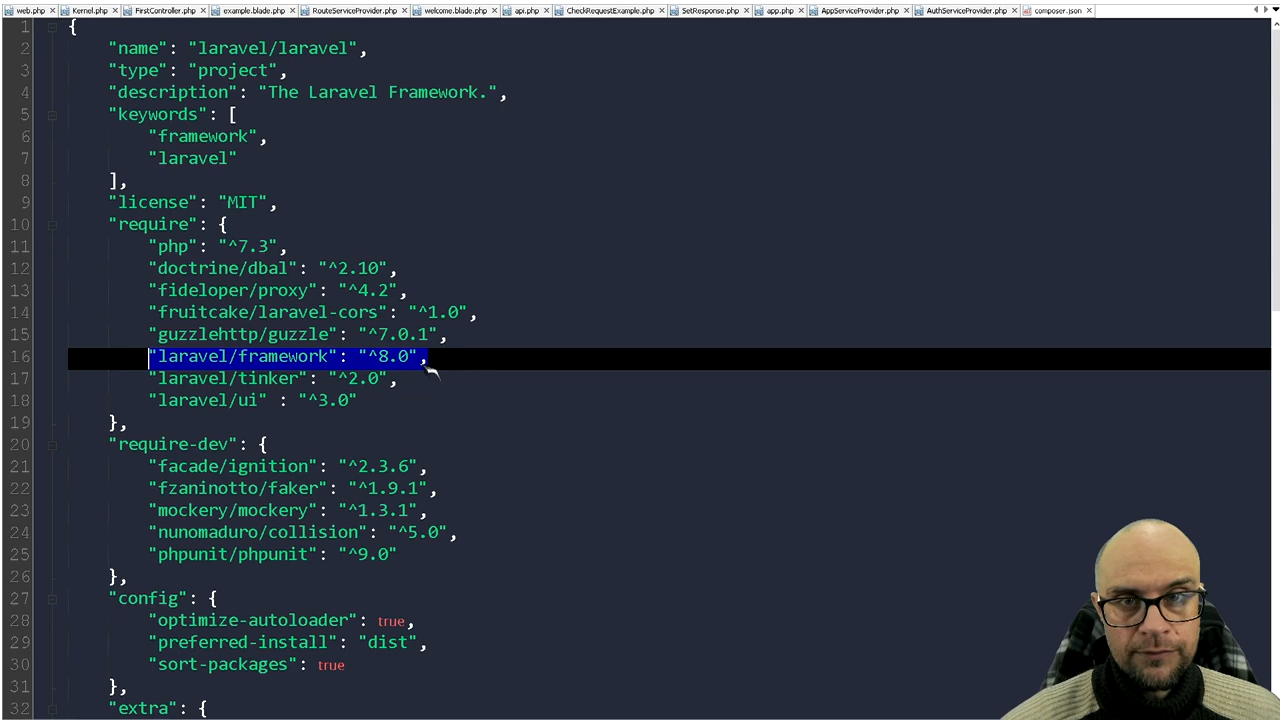 web.php Kernel.php FirstController.php example.blade.php RouteServiceProvider.php welcome.blade.php api.php CheckRequestExample.php SetResponse.php app.php AppServiceProvider.php AuthServiceProvider.php composer.json
1 {
2 "name": "laravel/laravel",
3 "type": "project",
4 "description": "The Laravel Framework.",
5 "keywords": [
6 "framework",
7 "laravel"
8 ],
9 "license": "MIT",
10 "require": {
11 "php": "^7.3",
12 "doctrine/dbal": "^2.10",
13 "fideloper/proxy": "^4.2",
14 "fruitcake/laravel-cors": "^1.0",
15 "guzzlehttp/guzzle": "^7.0.1",
16 "laravel/framework": "^8.0",
17 "laravel/tinker": "^2.0",
18 "laravel/ui" : "^3.0"
19 },
20 "require-dev": {
21 "facade/ignition": "^2.3.6",
22 "fzaninotto/faker": "^1.9.1",
23 "mockery/mockery": "^1.3.1",
24 "nunomaduro/collision": "^5.0",
25 "phpunit/phpunit": "^9.0"
26 },
27 "config": {
28 "optimize-autoloader": true,
29 "preferred-install": "dist",
30 "sort-packages": true
31 },
32 "extra": {